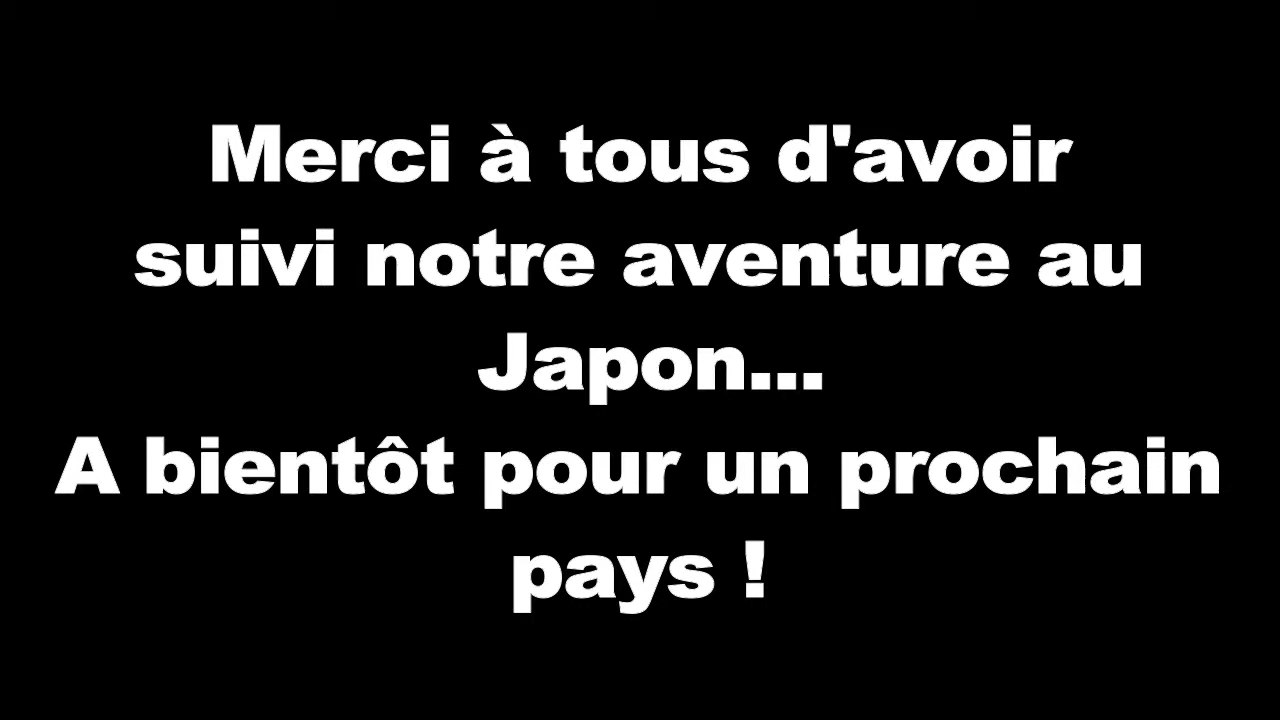 Merci à tous d'avoir
suivi notre aventure au
Japon...
A bientôt pour un prochain
pays !